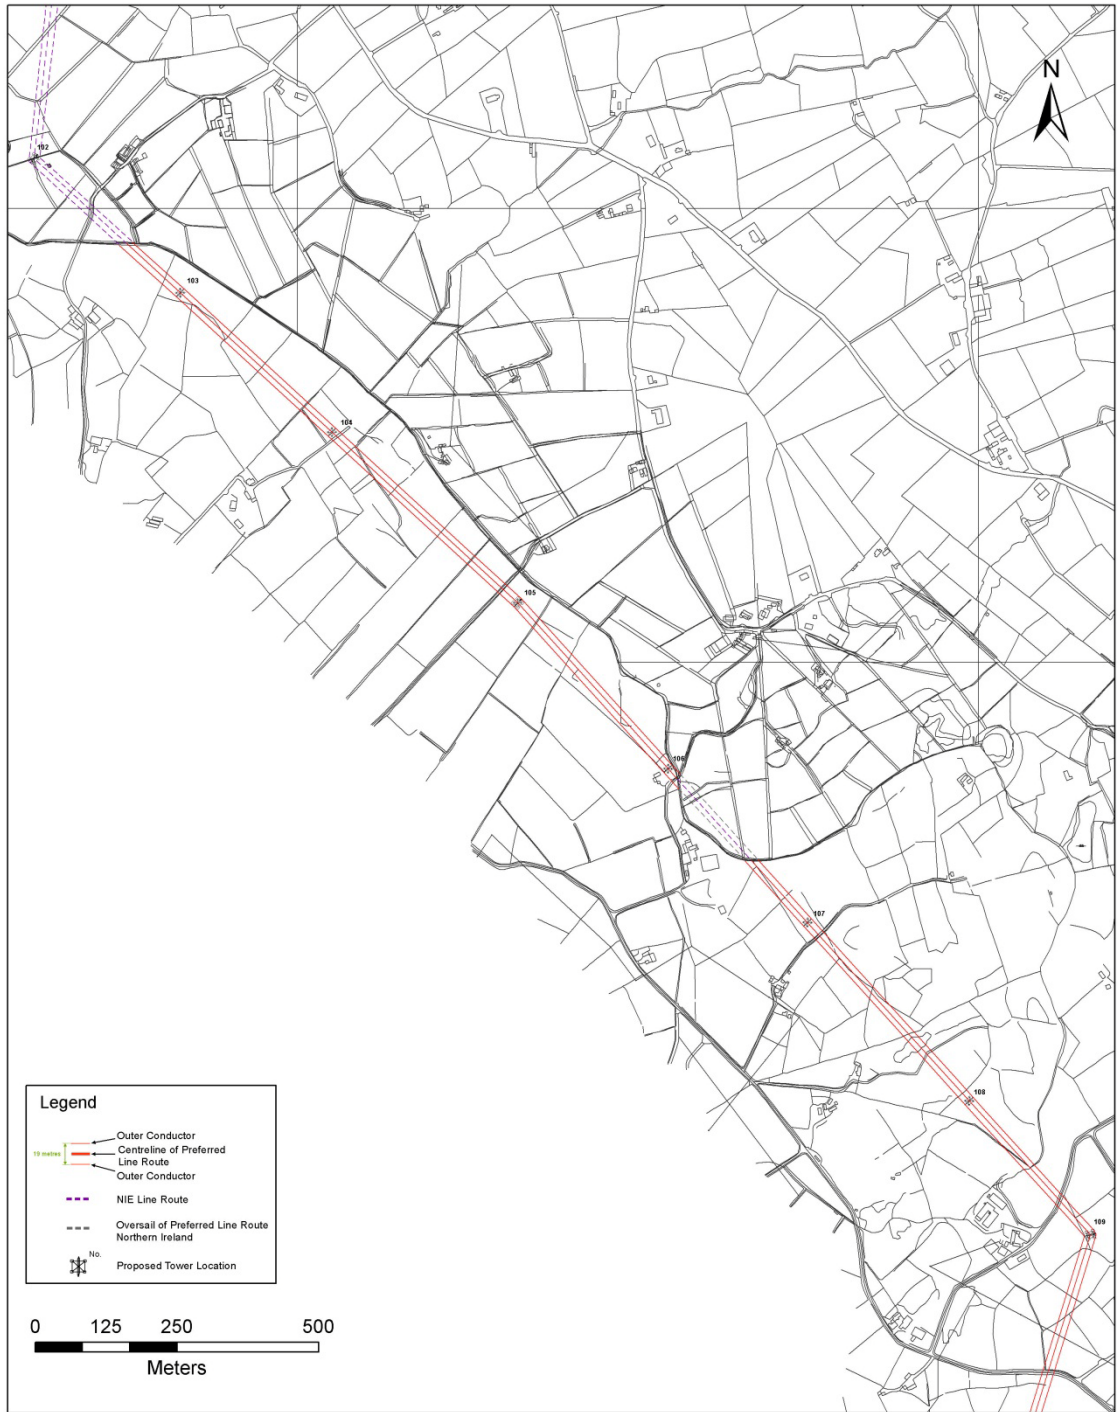 N
102
103
104
105
106
107
108
109
Legend
19 metres
Outer Conductor
Centreline of Preferred
Line Route
Outer Conductor
NIE Line Route
Oversail of Preferred Line Route
Northern Ireland
No.
Proposed Tower Location
0 125 250 500
Meters